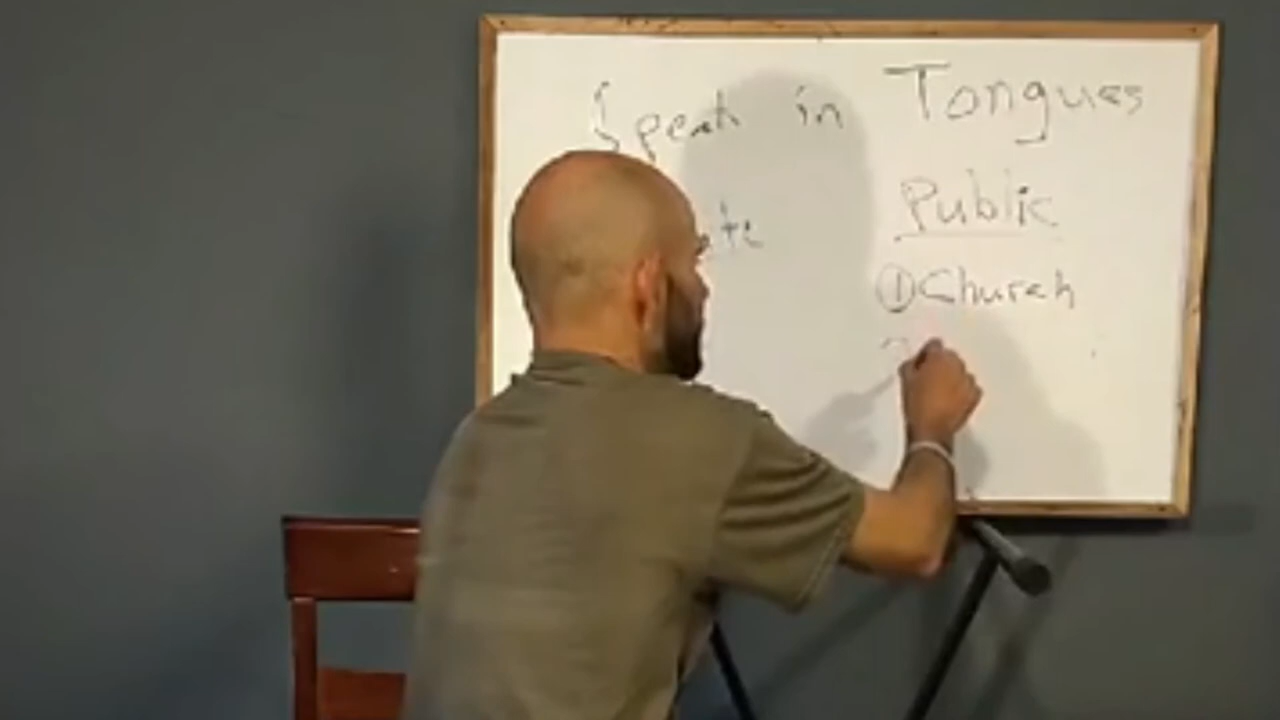 Speak in Tongues
Public
① Church